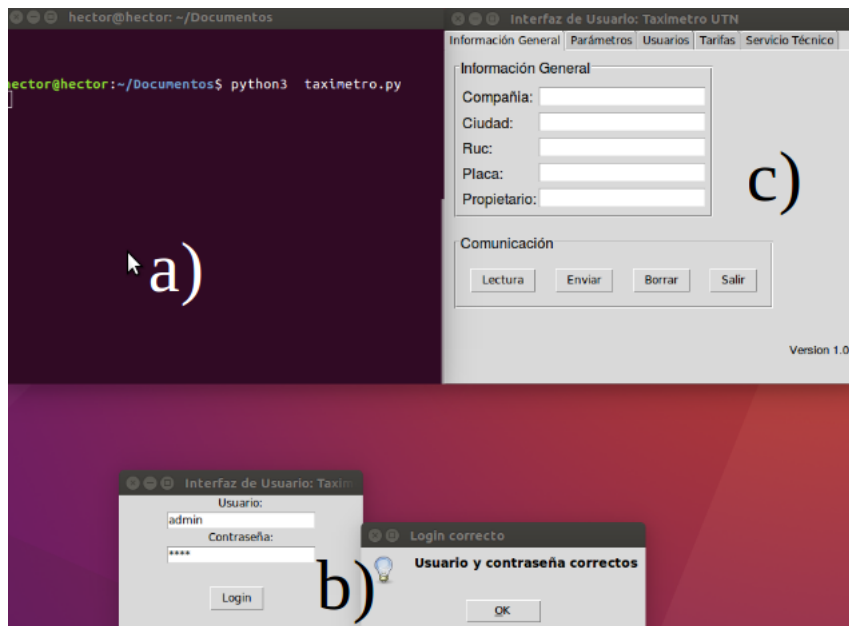 hector@hector: ~/Documentos
hector@hector:~/Documentos$ python3 taximetro.py
a)
Interfaz de Usuario: Taximetro UTN
Información General Parámetros Usuarios Tarifas Servicio Técnico
Información General
Compañia:
Ciudad:
Ruc:
Placa:
Propietario:
c)
Comunicación
Lectura Enviar Borrar Salir
Version 1.0
Interfaz de Usuario: Taxim
Usuario:
admin
Contraseña:
****
Login
b)
Login correcto
Usuario y contraseña correctos
OK